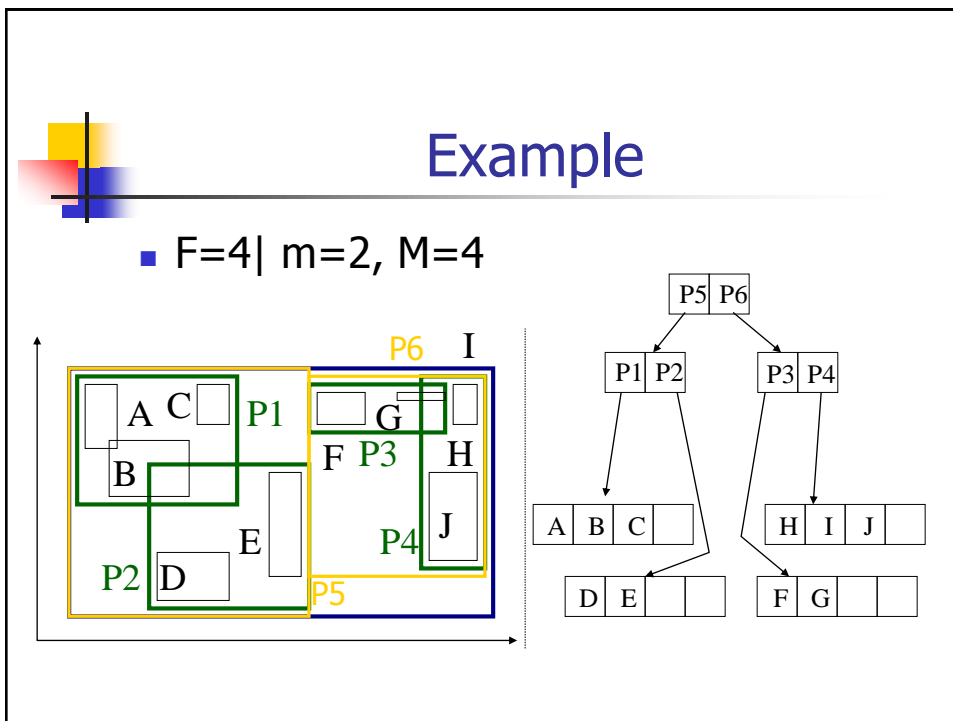 Example
F=4| m=2, M=4
P5 P6
P6 I
P1 P2 P3 P4
A C P1 G
F P3 H
B
E J
P4
P2 D
P5
A B C
H I J
D E
F G